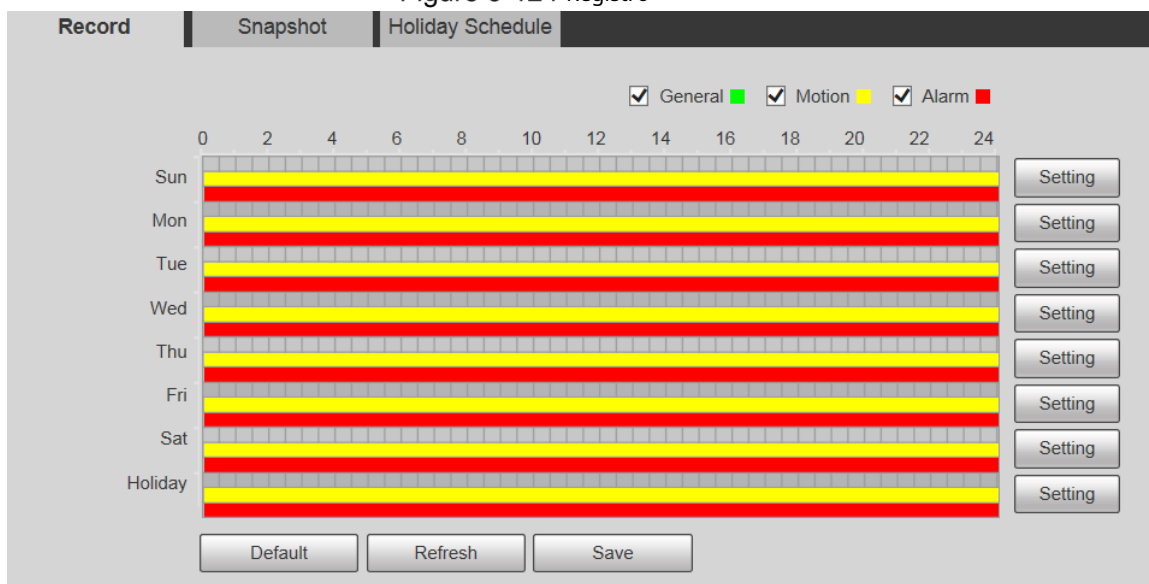 Record Snapshot Holiday Schedule
General Motion Alarm
0 2 4 6 8 10 12 14 16 18 20 22 24
Sun Setting
Mon Setting
Tue Setting
Wed Setting
Thu Setting
Fri Setting
Sat Setting
Holiday Setting
Default Refresh Save